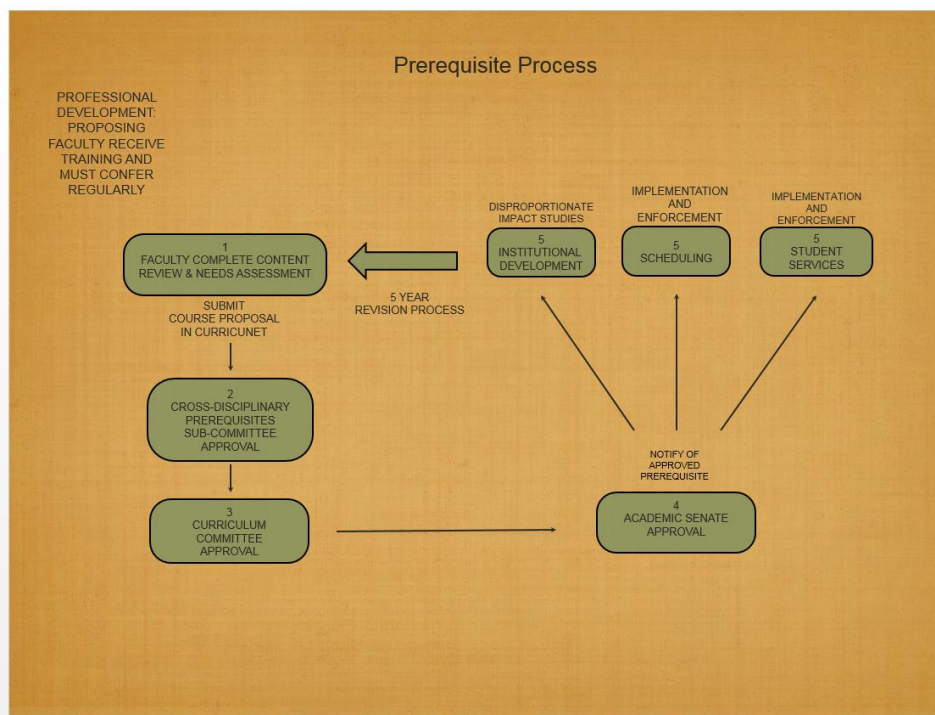 Prerequisite Process
PROFESSIONAL
DEVELOPMENT:
PROPOSING
FACULTY RECEIVE
TRAINING AND
MUST CONFER
REGULARLY
1
FACULTY COMPLETE CONTENT
REVIEW & NEEDS ASSESSMENT
SUBMIT
COURSE PROPOSAL
IN CURRICUNET
2
CROSS-DISCIPLINARY
PREREQUISITES
SUB-COMMITTEE
APPROVAL
3
CURRICULUM
COMMITTEE
APPROVAL
4
ACADEMIC SENATE
APPROVAL
NOTIFY OF
APPROVED
PREREQUISITE
DISPROPORTIONATE
IMPACT STUDIES
5
INSTITUTIONAL
DEVELOPMENT
IMPLEMENTATION
AND
ENFORCEMENT
5
SCHEDULING
IMPLEMENTATION
AND
ENFORCEMENT
5
STUDENT
SERVICES
5 YEAR
REVISION PROCESS